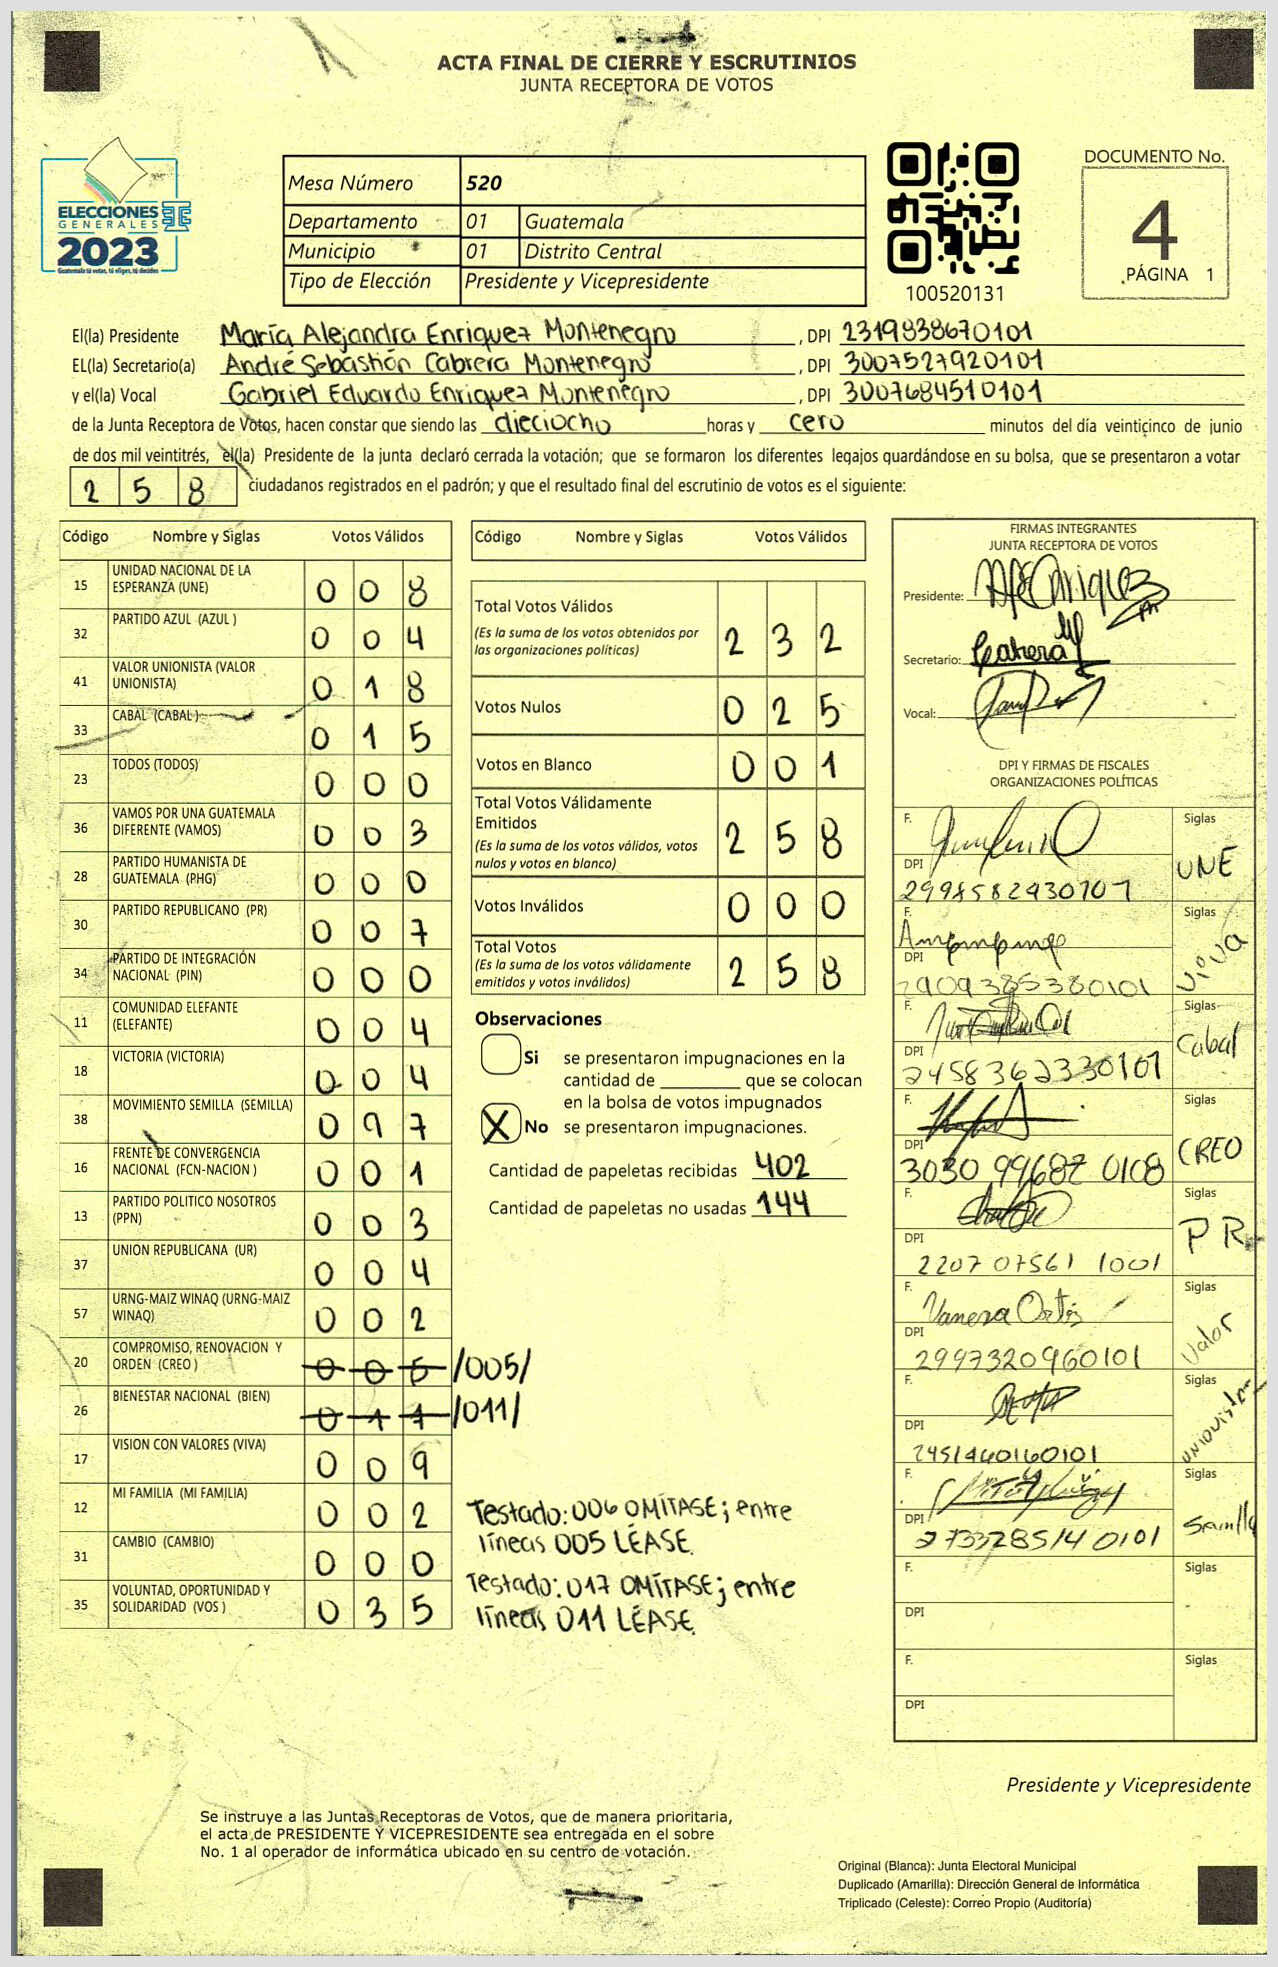 ACTA FINAL DE CIERRE Y ESCRUTINIOS
JUNTA RECEPTORA DE VOTOS
ELECCIONES
GENERALES
2023
Guatemala tú votas, tú eliges, tú decides
Mesa Número 520
Departamento 01 Guatemala
Municipio 01 Distrito Central
Tipo de Elección Presidente y Vicepresidente
100520131
DOCUMENTO No.
4
PÁGINA 1
El(la) Presidente María Alejandra Enriquez Montenegro, DPI 2319838670101
EL(la) Secretario(a) André Sebastián Cabrera Montenegro, DPI 3007527920101
y el(la) Vocal Gabriel Eduardo Enriquez Montenegro, DPI 3007684510101
de la Junta Receptora de Votos, hacen constar que siendo las dieciocho horas y cero minutos del día veinticinco de junio
de dos mil veintitrés, el(la) Presidente de la junta declaró cerrada la votación; que se formaron los diferentes legajos guardándose en su bolsa, que se presentaron a votar
2 5 8 ciudadanos registrados en el padrón; y que el resultado final del escrutinio de votos es el siguiente:
Código Nombre y Siglas Votos Válidos
15 UNIDAD NACIONAL DE LA
ESPERANZA (UNE) 0 0 8
32 PARTIDO AZUL (AZUL ) 0 0 4
41 VALOR UNIONISTA (VALOR
UNIONISTA) 0 1 8
33 CABAL (CABAL ) 0 1 5
23 TODOS (TODOS) 0 0 0
36 VAMOS POR UNA GUATEMALA
DIFERENTE (VAMOS) 0 0 3
28 PARTIDO HUMANISTA DE
GUATEMALA (PHG) 0 0 0
30 PARTIDO REPUBLICANO (PR) 0 0 7
34 PARTIDO DE INTEGRACIÓN
NACIONAL (PIN) 0 0 0
11 COMUNIDAD ELEFANTE
(ELEFANTE) 0 0 4
18 VICTORIA (VICTORIA) 0 0 4
38 MOVIMIENTO SEMILLA (SEMILLA) 0 9 7
16 FRENTE DE CONVERGENCIA
NACIONAL (FCN-NACION ) 0 0 1
13 PARTIDO POLITICO NOSOTROS
(PPN) 0 0 3
37 UNION REPUBLICANA (UR) 0 0 4
57 URNG-MAIZ WINAQ (URNG-MAIZ
WINAQ) 0 0 2
20 COMPROMISO, RENOVACION Y
ORDEN (CREO ) 0 0 6 /005/
26 BIENESTAR NACIONAL (BIEN) 0 1 7 /011/
17 VISION CON VALORES (VIVA) 0 0 9
12 MI FAMILIA (MI FAMILIA) 0 0 2
31 CAMBIO (CAMBIO) 0 0 0
35 VOLUNTAD, OPORTUNIDAD Y
SOLIDARIDAD (VOS ) 0 3 5
Código Nombre y Siglas Votos Válidos
Total Votos Válidos
(Es la suma de los votos obtenidos por
las organizaciones políticas) 2 3 2
Votos Nulos 0 2 5
Votos en Blanco 0 0 1
Total Votos Válidamente
Emitidos
(Es la suma de los votos válidos, votos
nulos y votos en blanco) 2 5 8
Votos Inválidos 0 0 0
Total Votos
(Es la suma de los votos válidamente
emitidos y votos inválidos) 2 5 8
Observaciones
Si se presentaron impugnaciones en la
cantidad de ________ que se colocan
en la bolsa de votos impugnados
X No se presentaron impugnaciones.
Cantidad de papeletas recibidas 402
Cantidad de papeletas no usadas 144
Testado: 006 OMÍTASE; entre
líneas 005 LÉASE.
Testado: 017 OMÍTASE; entre
líneas 011 LÉASE.
FIRMAS INTEGRANTES
JUNTA RECEPTORA DE VOTOS
Presidente:
Secretario: Cabrera
Vocal:
DPI Y FIRMAS DE FISCALES
ORGANIZACIONES POLÍTICAS
F. Siglas
UNE
DPI
2998582930101
F. Siglas
VIVA
DPI
2909385380101
F. Siglas
Cabal
DPI
2458362330101
F. Siglas
CREO
DPI
3030 99687 0108
F. Siglas
PR
DPI
2207 07561 1001
F. Vanessa Ortís Siglas
Valor
DPI
2997320960101
F. Siglas
UNIONISTA
DPI
2451460160101
F. Siglas
Semilla
DPI
2733285140101
F. Siglas
DPI
F. Siglas
DPI
Presidente y Vicepresidente
Se instruye a las Juntas Receptoras de Votos, que de manera prioritaria,
el acta de PRESIDENTE Y VICEPRESIDENTE sea entregada en el sobre
No. 1 al operador de informática ubicado en su centro de votación.
Original (Blanca): Junta Electoral Municipal
Duplicado (Amarilla): Dirección General de Informática
Triplicado (Celeste): Correo Propio (Auditoría)